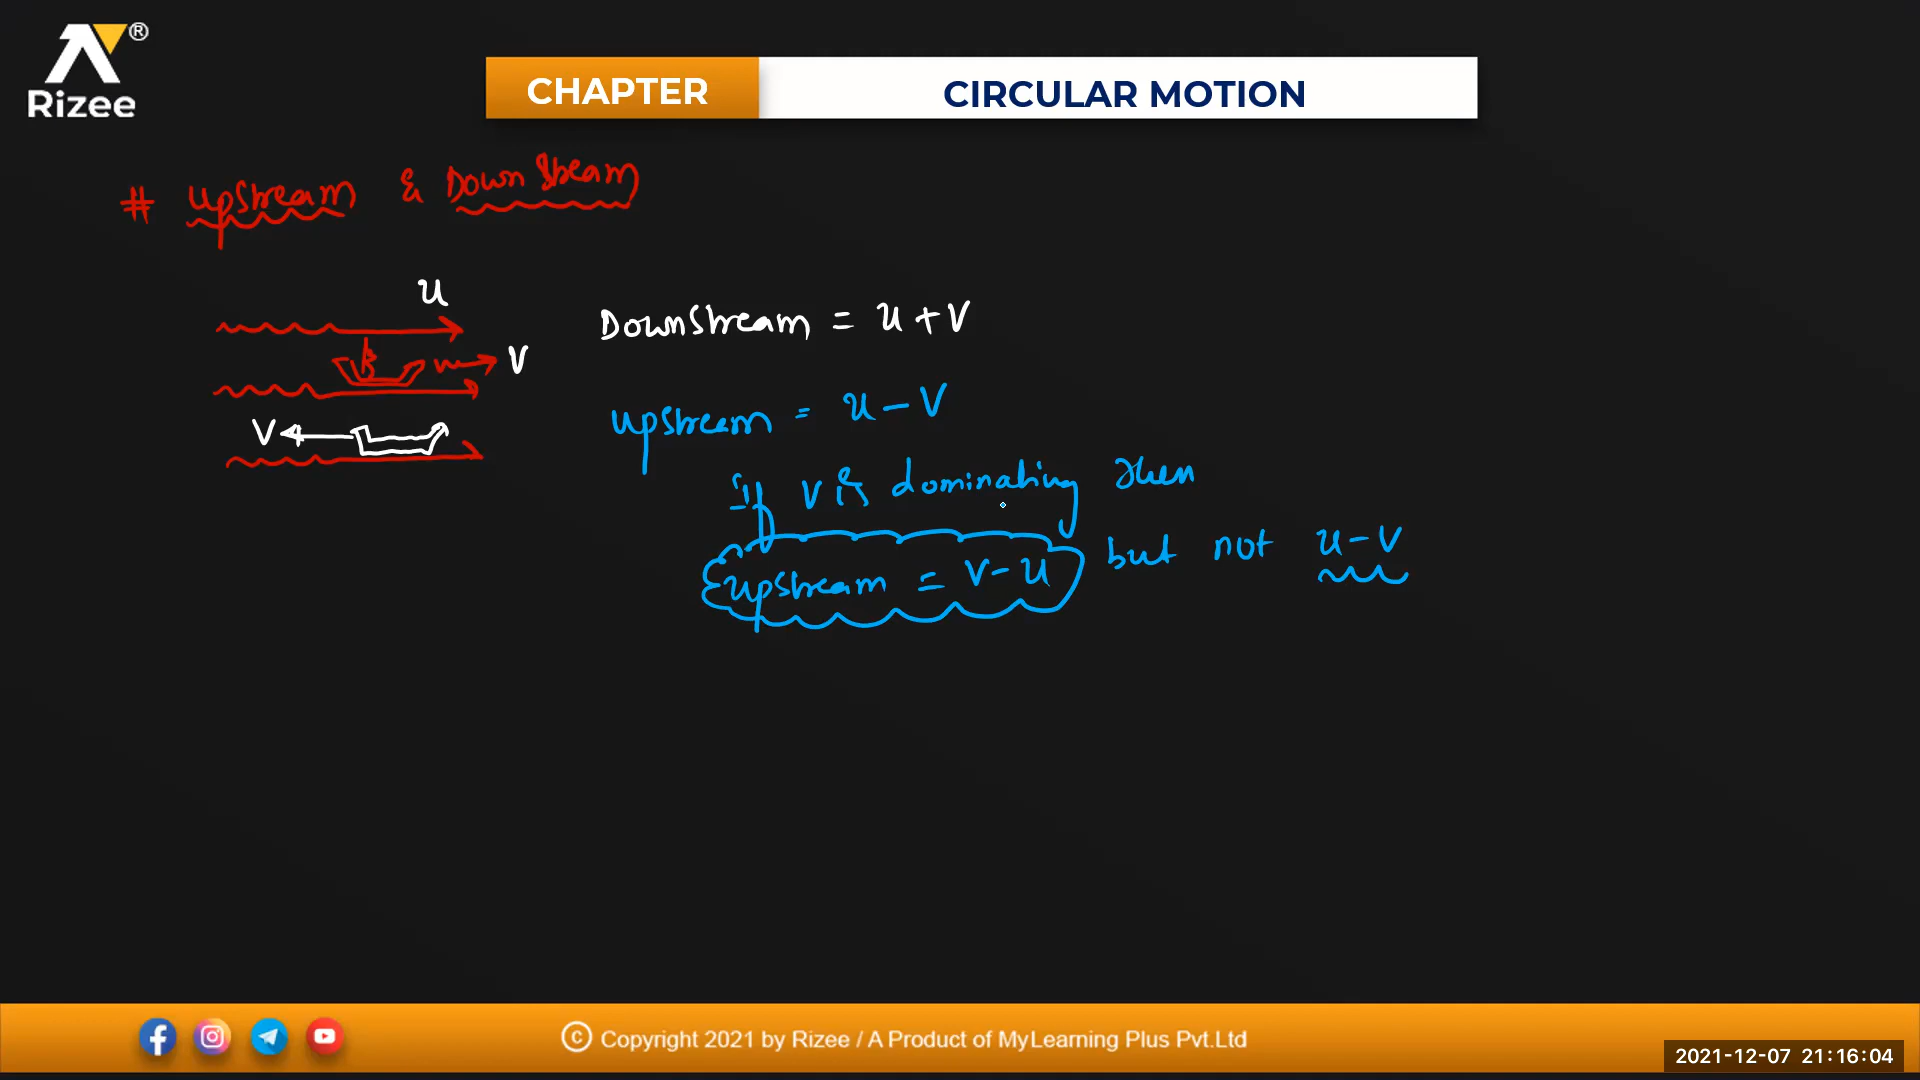 ®
Rizee
CHAPTER
CIRCULAR MOTION
# Upstream & Down Stream
u
V
V
Downstream = u + V
upstream = u - V
If V is dominating then
upstream = V - u but not u - V
© Copyright 2021 by Rizee / A Product of MyLearning Plus Pvt.Ltd
2021-12-07 21:16:04